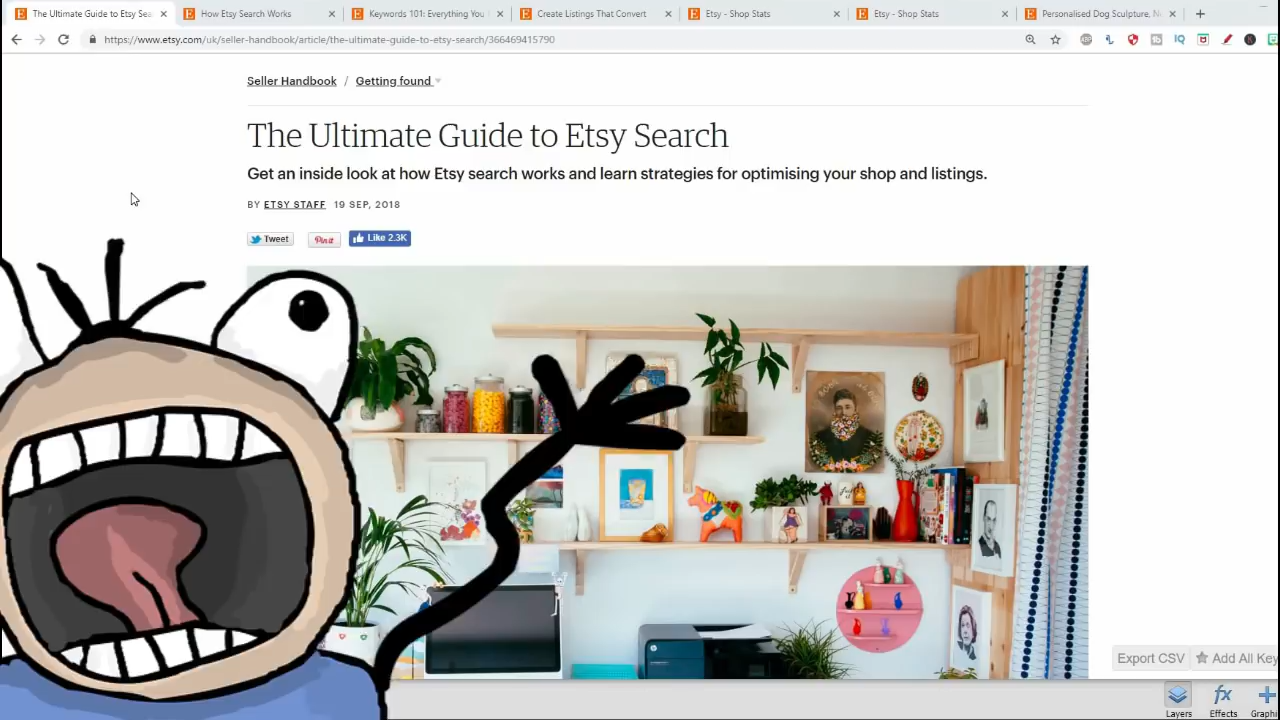 The Ultimate Guide to Etsy Sea
How Etsy Search Works
Keywords 101: Everything You
Create Listings That Convert
Etsy - Shop Stats
Etsy - Shop Stats
Personalised Dog Sculpture, N
https://www.etsy.com/uk/seller-handbook/article/the-ultimate-guide-to-etsy-search/366469415790
Seller Handbook / Getting found
The Ultimate Guide to Etsy Search
Get an inside look at how Etsy search works and learn strategies for optimising your shop and listings.
BY ETSY STAFF 19 SEP, 2018
Tweet
Pin it
Like 2.3K
Export CSV
Add All Key
Layers
Effects
Graphi